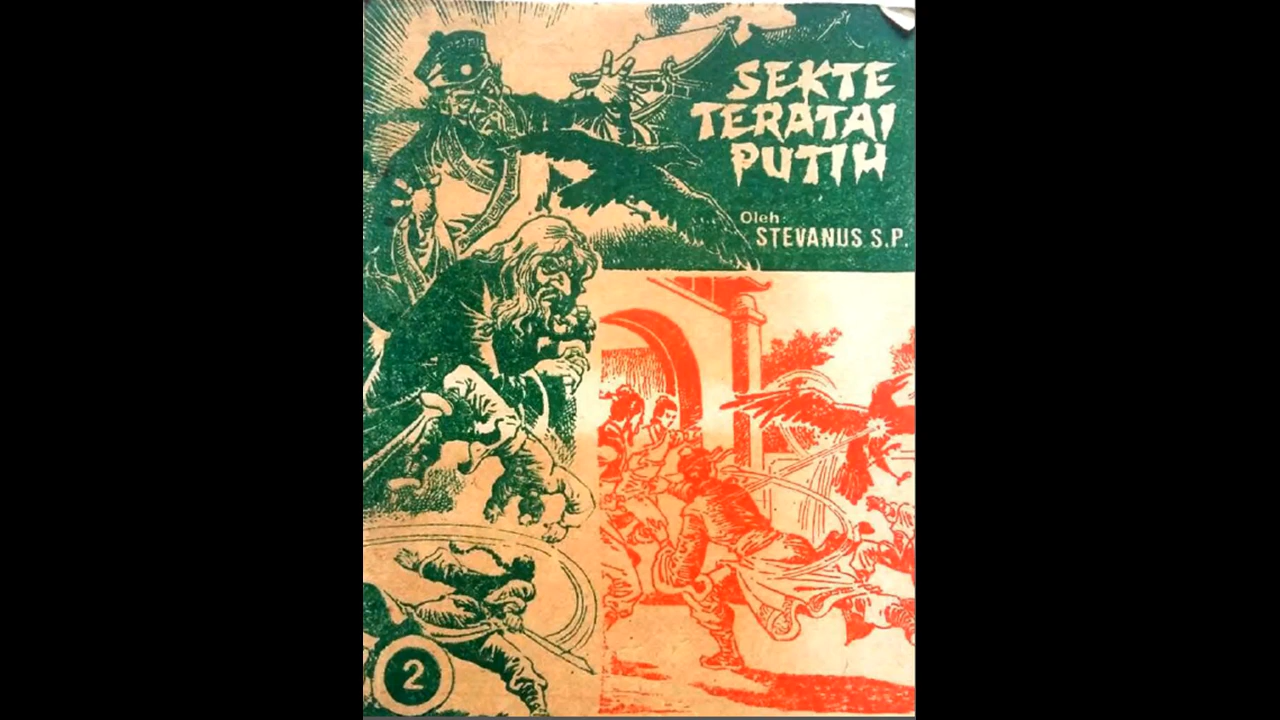 SEKTE
TERATAI
PUTIH
Oleh:
STEVANUS S.P.
2